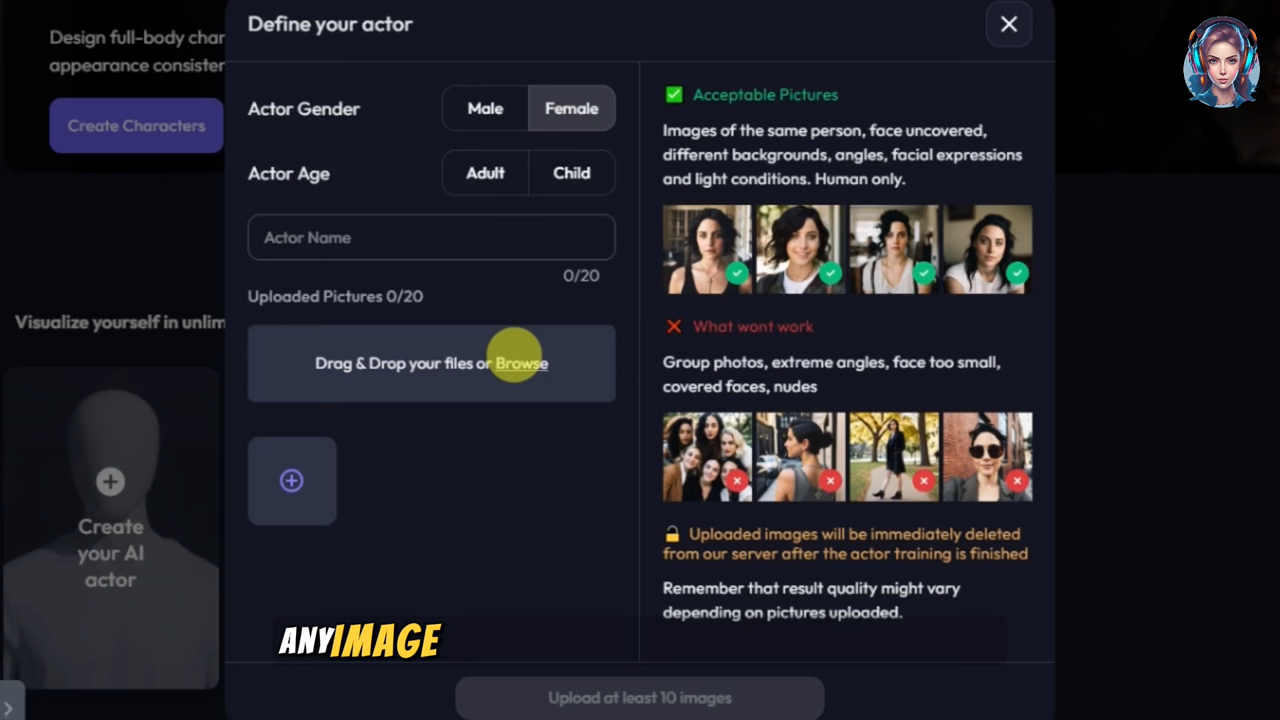 Define your actor
Design full-body char
appearance consister
Create Characters
Actor Gender
Male
Female
Actor Age
Adult
Child
Actor Name
0/20
Uploaded Pictures 0/20
Drag & Drop your files or Browse
Visualize yourself in unlim
Create
your AI
actor
Acceptable Pictures
Images of the same person, face uncovered,
different backgrounds, angles, facial expressions
and light conditions. Human only.
What wont work
Group photos, extreme angles, face too small,
covered faces, nudes
Uploaded images will be immediately deleted
from our server after the actor training is finished
Remember that result quality might vary
depending on pictures uploaded.
ANY IMAGE
Upload at least 10 images